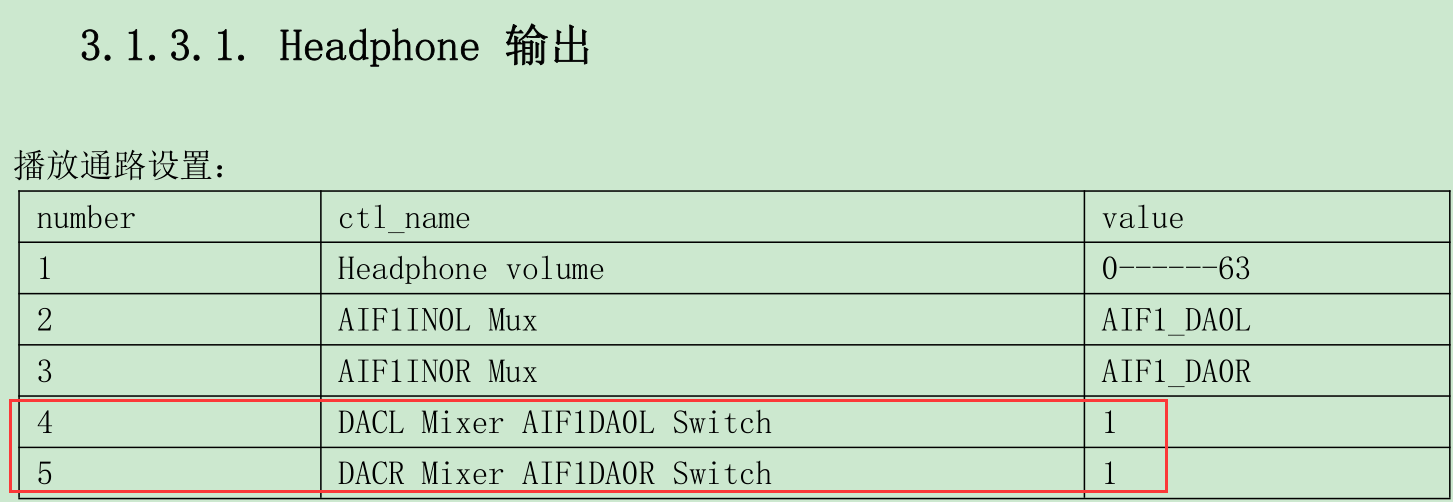 3.1.3.1. Headphone 输出
播放通路设置：
number ctl_name value
1 Headphone volume 0------63
2 AIF1IN0L Mux AIF1_DA0L
3 AIF1IN0R Mux AIF1_DA0R
4 DACL Mixer AIF1DA0L Switch 1
5 DACR Mixer AIF1DA0R Switch 1